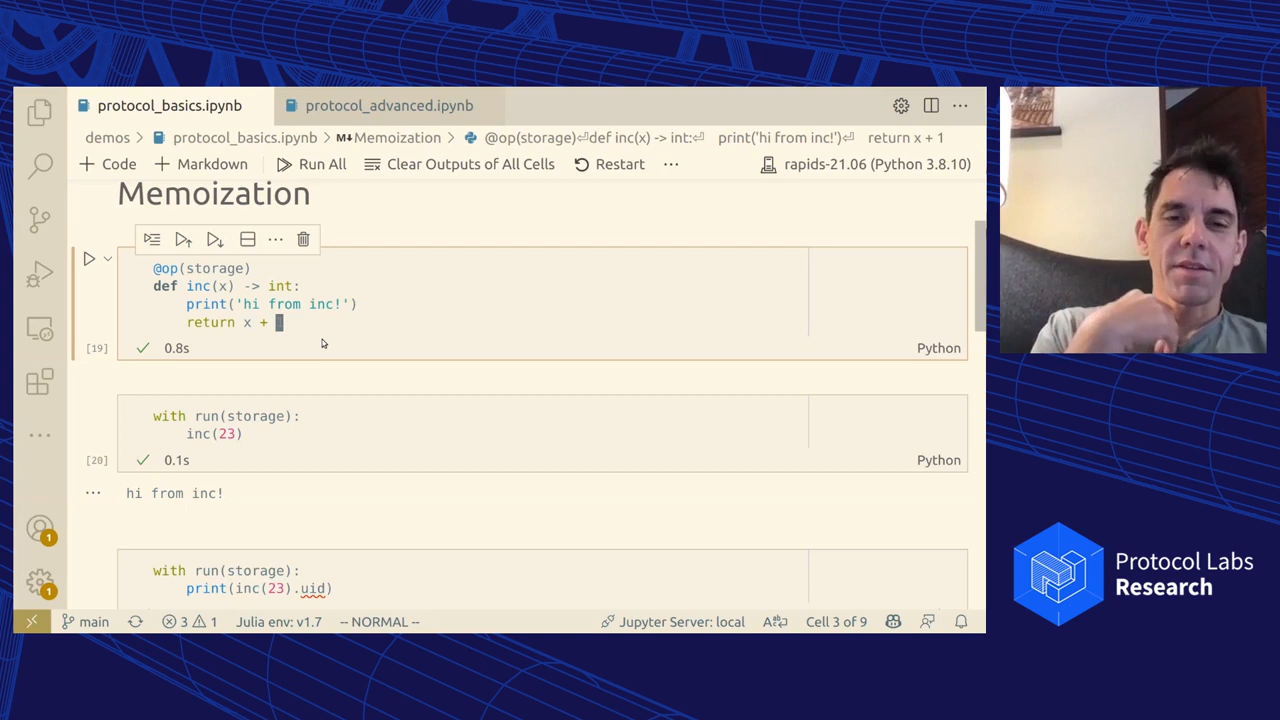 protocol_basics.ipynb
protocol_advanced.ipynb
demos > protocol_basics.ipynb > M↓Memoization > @op(storage)⏎def inc(x) -> int:⏎    print('hi from inc!')⏎    return x + 1
+ Code + Markdown Run All Clear Outputs of All Cells Restart ... rapids-21.06 (Python 3.8.10)
Memoization
@op(storage)
def inc(x) -> int:
    print('hi from inc!')
    return x +
[19] 0.8s Python
with run(storage):
    inc(23)
[20] 0.1s Python
... hi from inc!
with run(storage):
    print(inc(23).uid)
1
1
main 3 1 Julia env: v1.7 -- NORMAL -- Jupyter Server: local Cell 3 of 9
Protocol Labs
Research